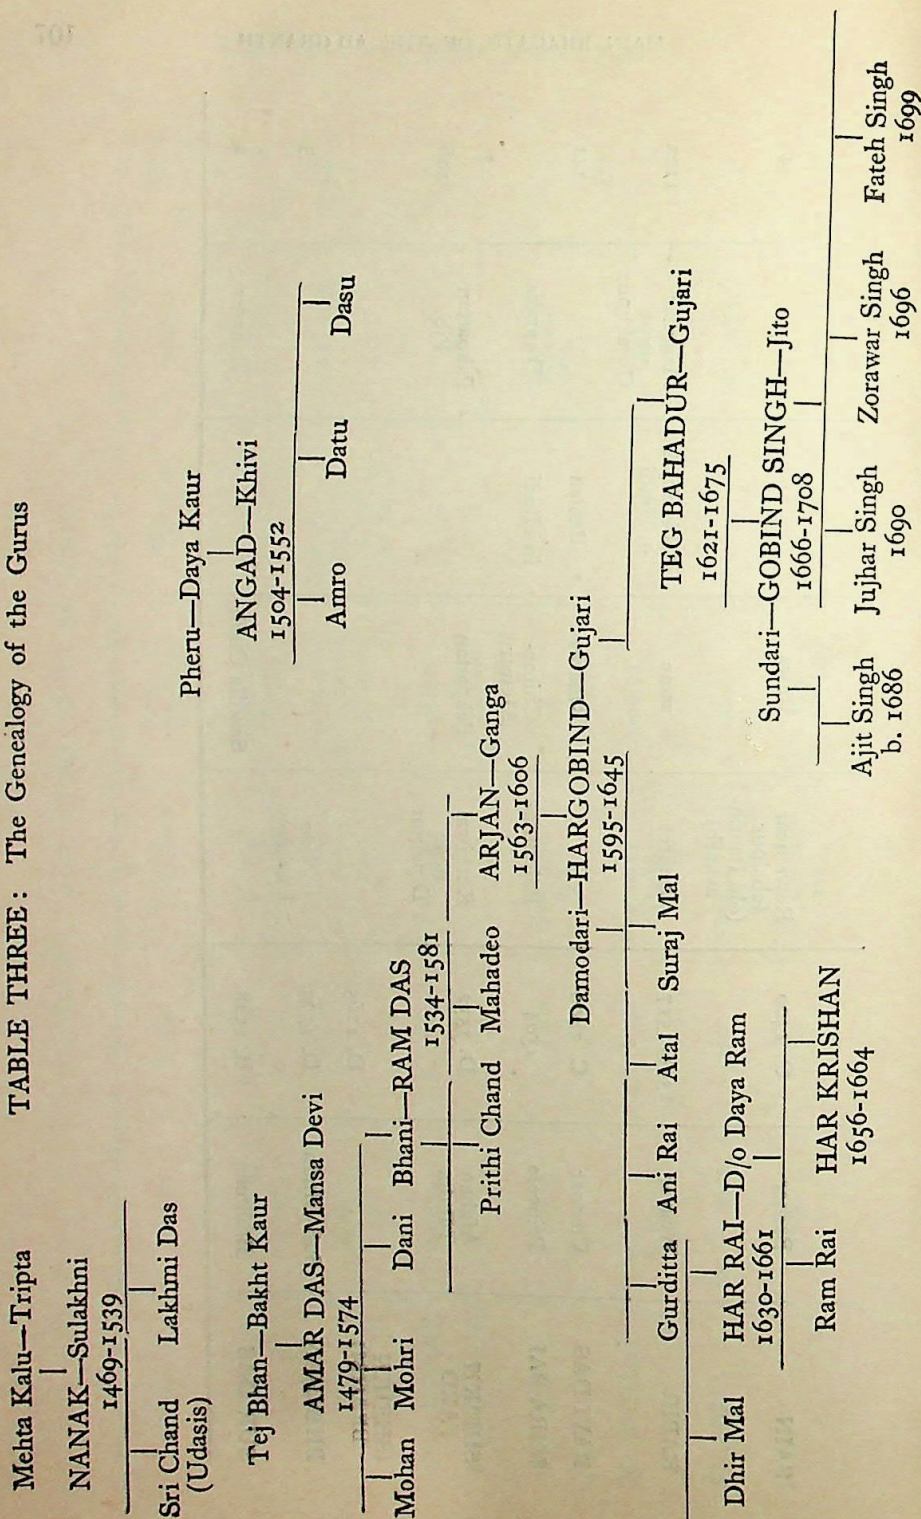 TABLE THREE: The Genealogy of the Gurus
Mehta Kalu—Tripta
NANAK—Sulakhni
1469-1539
Sri Chand Lakhmi Das
(Udasis)
Pheru—Daya Kaur
ANGAD—Khivi
1504-1552
Amro Datu Dasu
Tej Bhan—Bakht Kaur
AMAR DAS—Mansa Devi
1479-1574
Mohan Mohri Dani Bhani—RAM DAS
1534-1581
Prithi Chand Mahadeo ARJAN—Ganga
1563-1606
Damodari—HARGOBIND—Gujari
1595-1645
Gurditta Ani Rai Atal Suraj Mal TEG BAHADUR—Gujari
1621-1675
Dhir Mal HAR RAI—D/o Daya Ram
1630-1661
Sundari—GOBIND SINGH—Jito
1666-1708
Ram Rai HAR KRISHAN
1656-1664
Ajit Singh Jujhar Singh Zorawar Singh Fateh Singh
b. 1686 1690 1696 1699